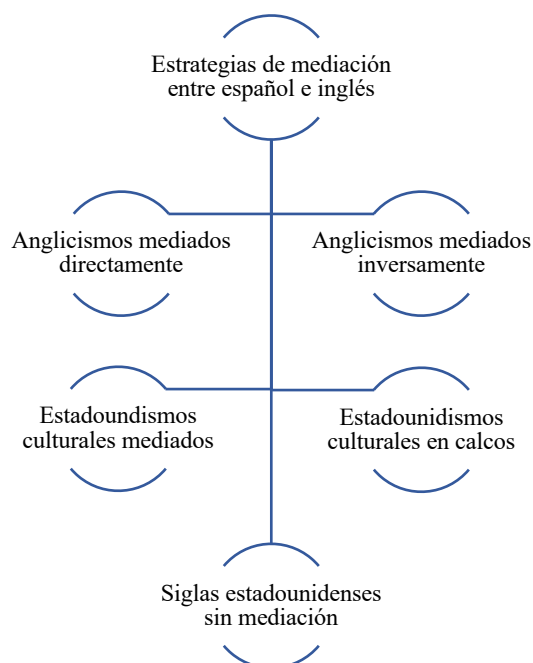 Estrategias de mediación
entre español e inglés
Anglicismos mediados
directamente
Anglicismos mediados
inversamente
Estadoundismos
culturales mediados
Estadounidismos
culturales en calcos
Siglas estadounidenses
sin mediación